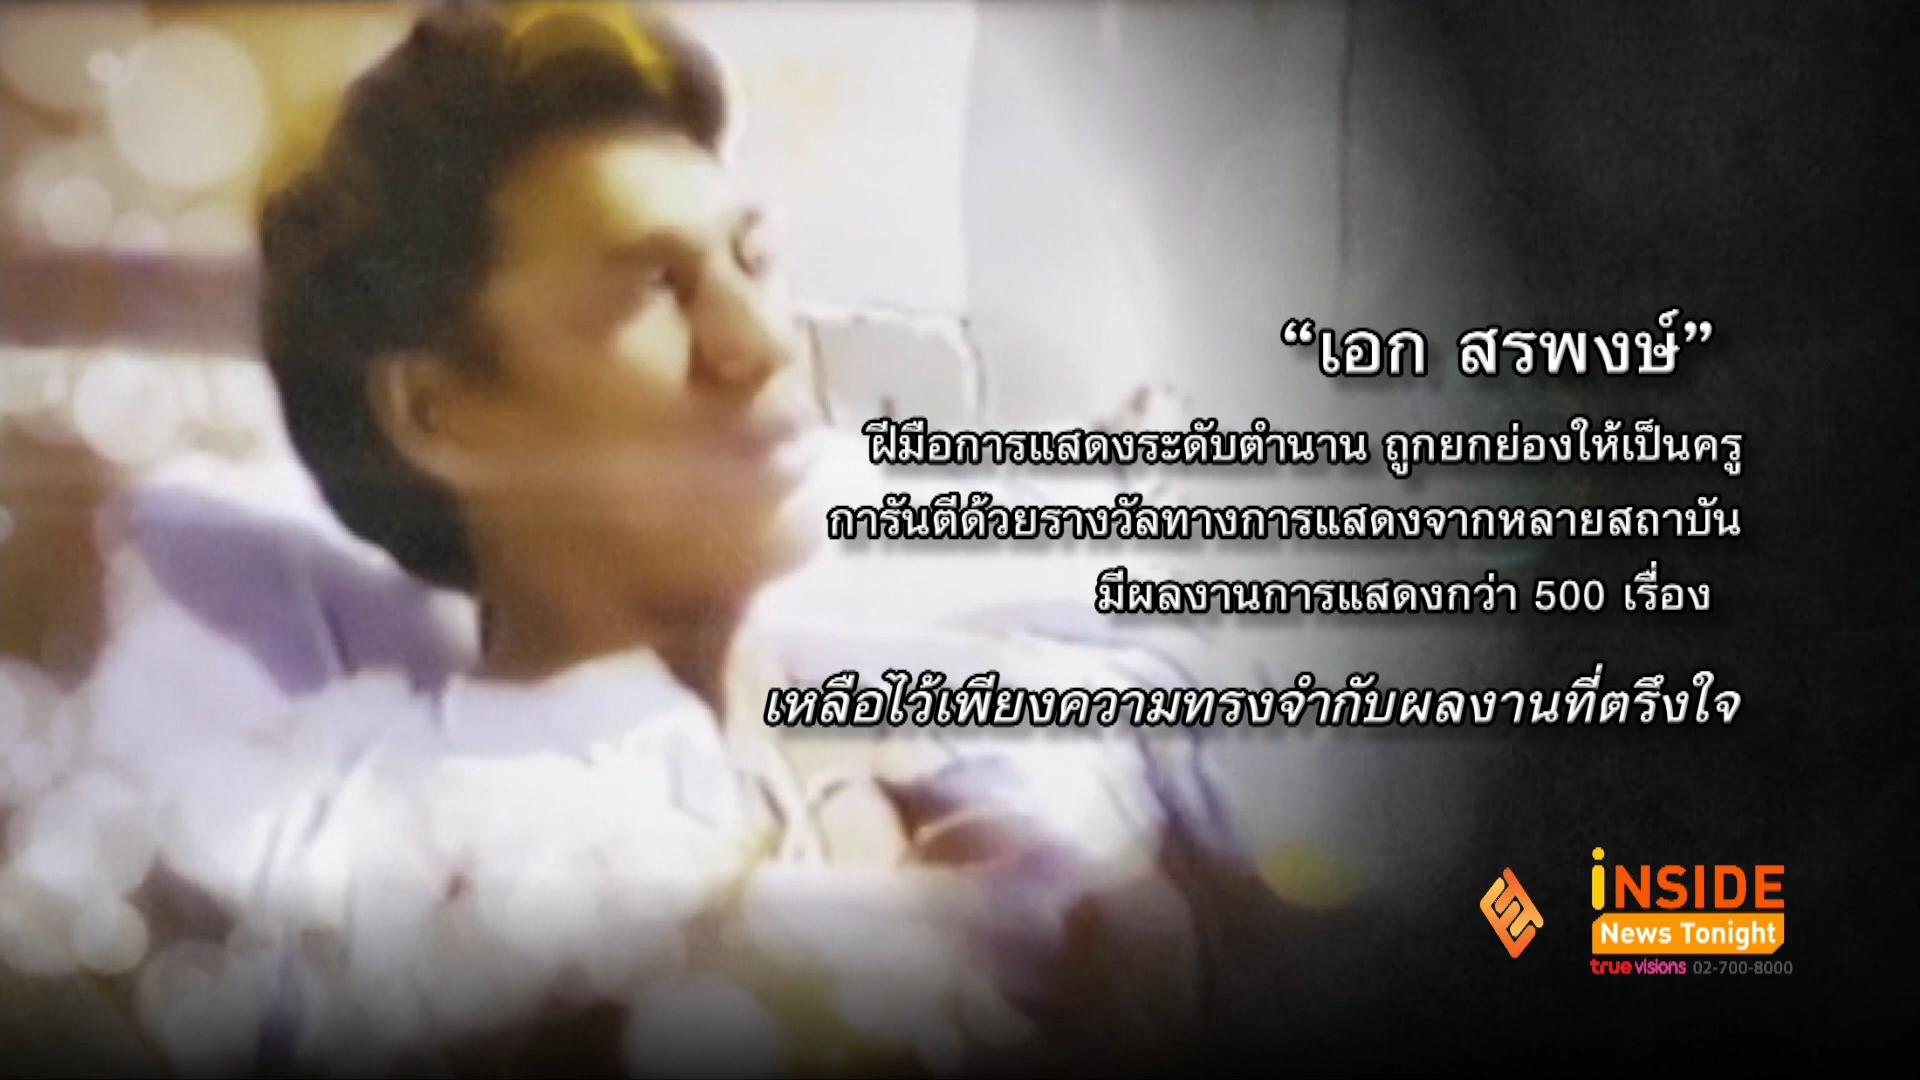 “เอก สรพงษ์”
ฝีมือการแสดงระดับตำนาน ถูกยกย่องให้เป็นครู
การันตีด้วยรางวัลทางการแสดงจากหลายสถาบัน
มีผลงานการแสดงกว่า 500 เรื่อง
เหลือไว้เพียงความทรงจำกับผลงานที่ตรึงใจ
iNSIDE
News Tonight
truevisions 02-700-8000